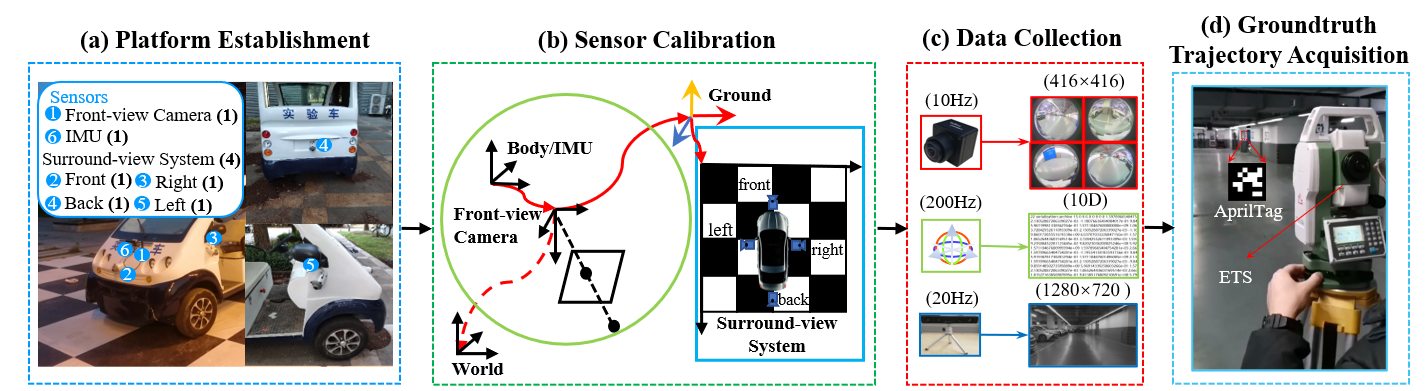 (a) Platform Establishment
Sensors
1 Front-view Camera (1)
6 IMU (1)
Surround-view System (4)
2 Front (1) 3 Right (1)
4 Back (1) 5 Left (1)
实验车
4
6 1 3
2
5
(b) Sensor Calibration
Ground
Body/IMU
Front-view
Camera
World
front
left
right
back
Surround-view
System
(c) Data Collection
(416×416)
(10Hz)
(200Hz)
(10D)
(20Hz)
(1280×720 )
(d) Groundtruth
Trajectory Acquisition
AprilTag
ETS